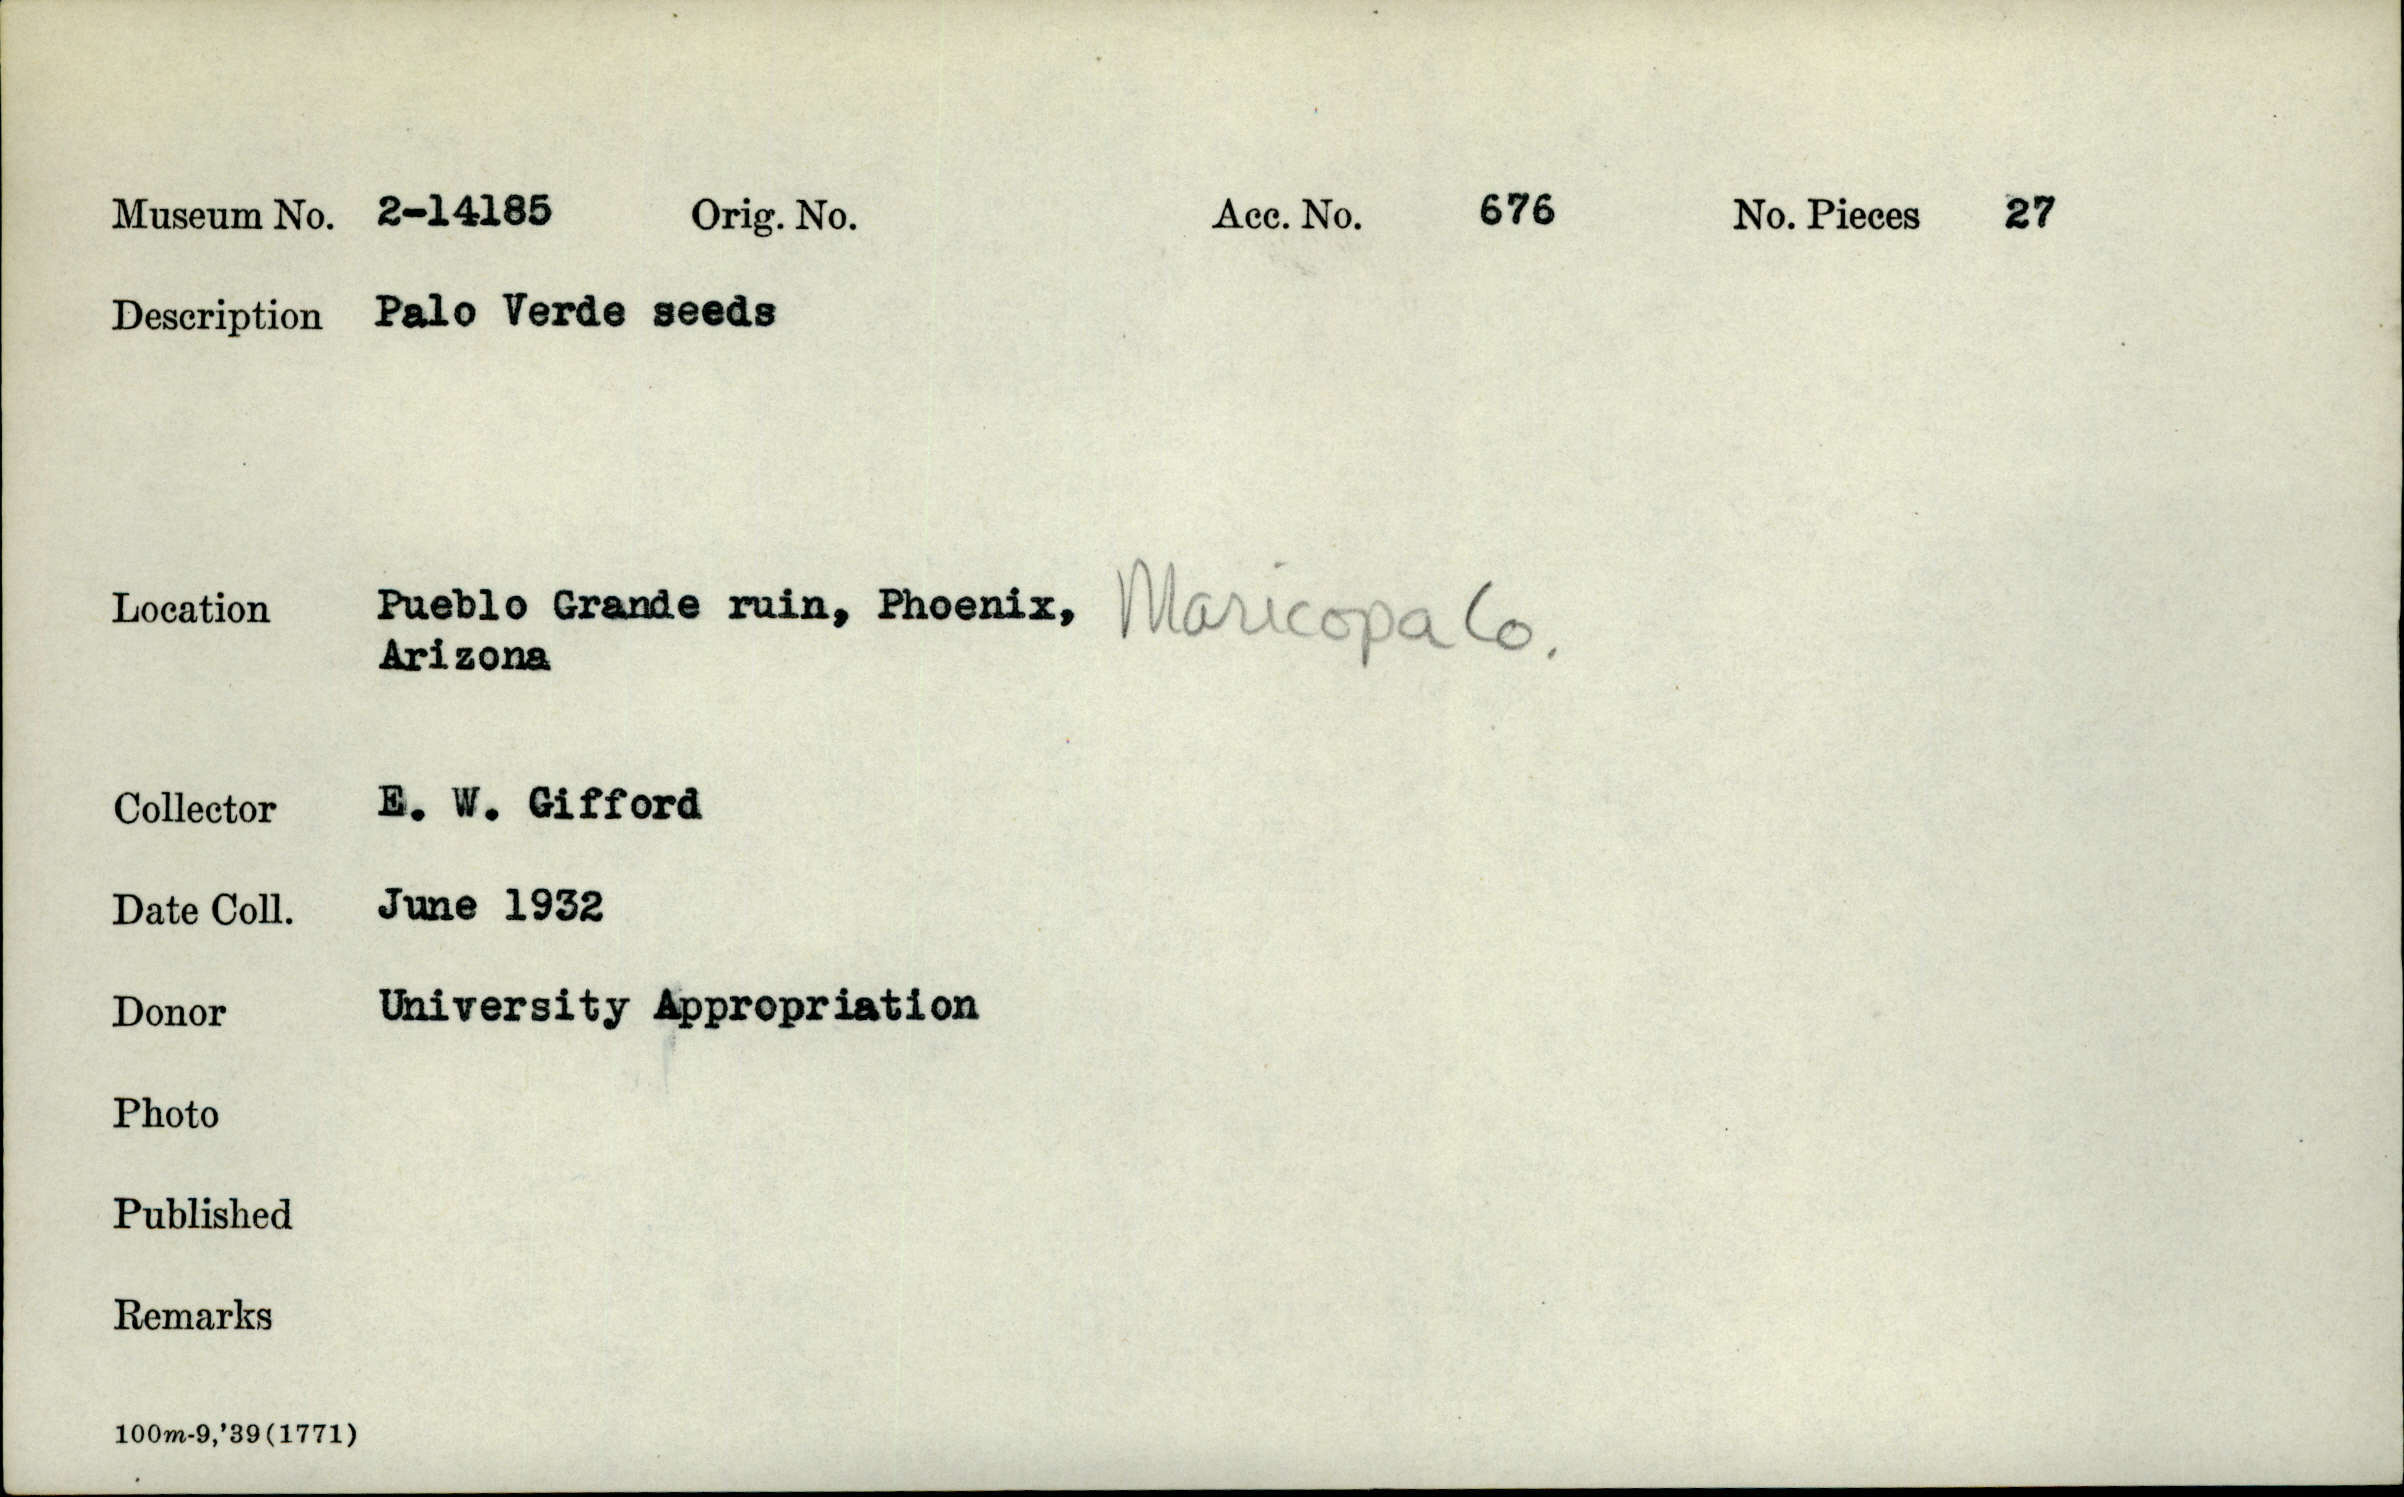 Museum No. 2-14185 Orig. No. Acc. No. 676 No. Pieces 27
Description Palo Verde seeds
Location Pueblo Grande ruin, Phoenix, Maricopa Co.
Arizona
Collector E. W. Gifford
Date Coll. June 1932
Donor University Appropriation
Photo
Published
Remarks
100m-9,'39(1771)